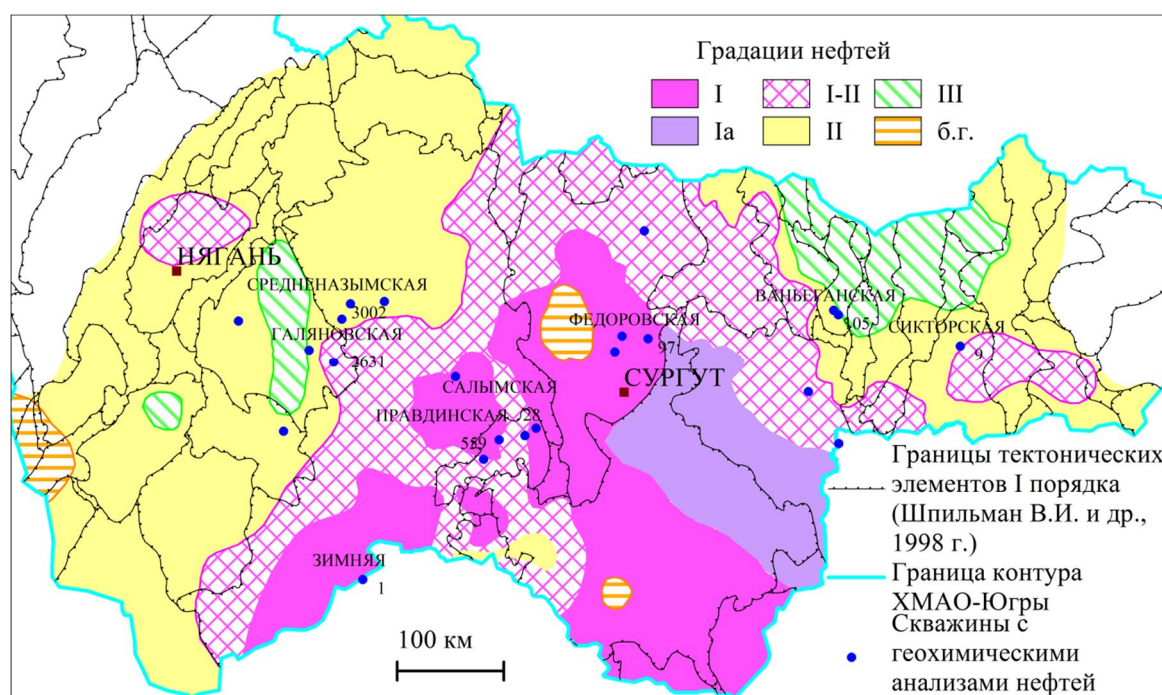 Градации нефтей
I
I-II
III
Iа
II
б.г.
НЯГАНЬ
СРЕДНЕНАЗЫМСКАЯ
3002
ГАЛЯНОВСКАЯ
2631
ВАНЬЕГАНСКАЯ
105
ФЕДОРОВСКАЯ
97
СИКТОРСКАЯ
9
САЛЫМСКАЯ
СУРГУТ
ПРАВДИНСКАЯ
28
559
ЗИМНЯЯ
1
100 км
Границы тектонических
элементов I порядка
(Шпильман В.И. и др.,
1998 г.)
Граница контура
ХМАО-Югры
Скважины с
геохимическими
анализами нефтей